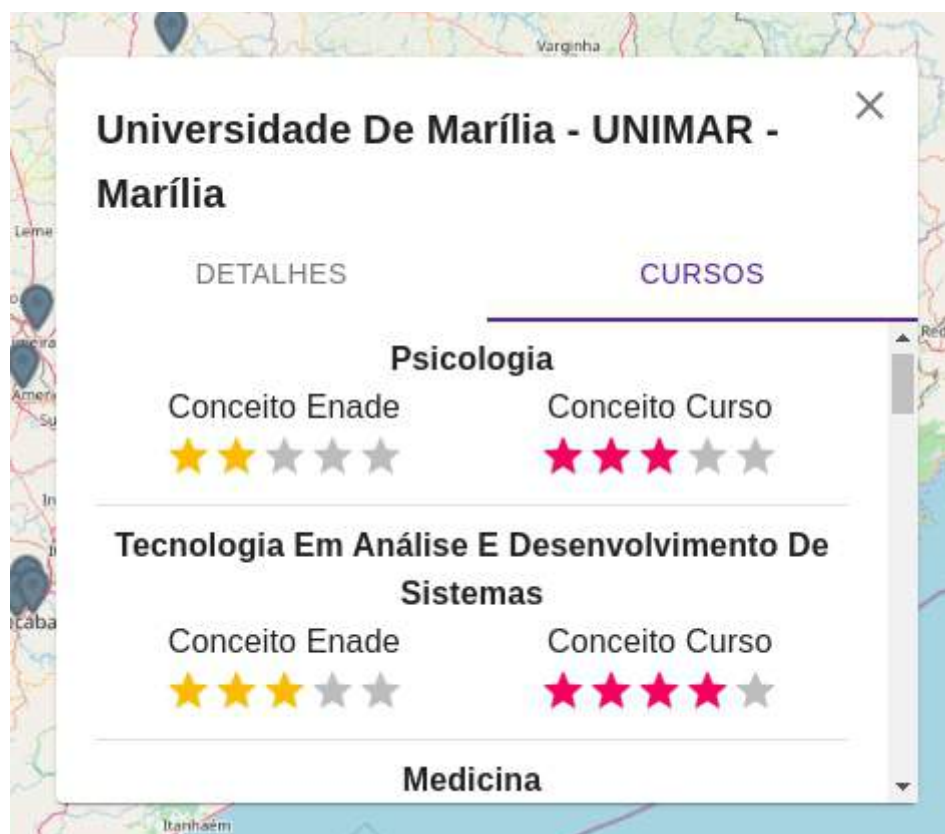 Varginha
Universidade De Marília - UNIMAR -
Marília
Leme
DETALHES
CURSOS
Psicologia
Conceito Enade
Conceito Curso
Tecnologia Em Análise E Desenvolvimento De
Sistemas
Conceito Enade
Conceito Curso
Medicina
Itanhaém